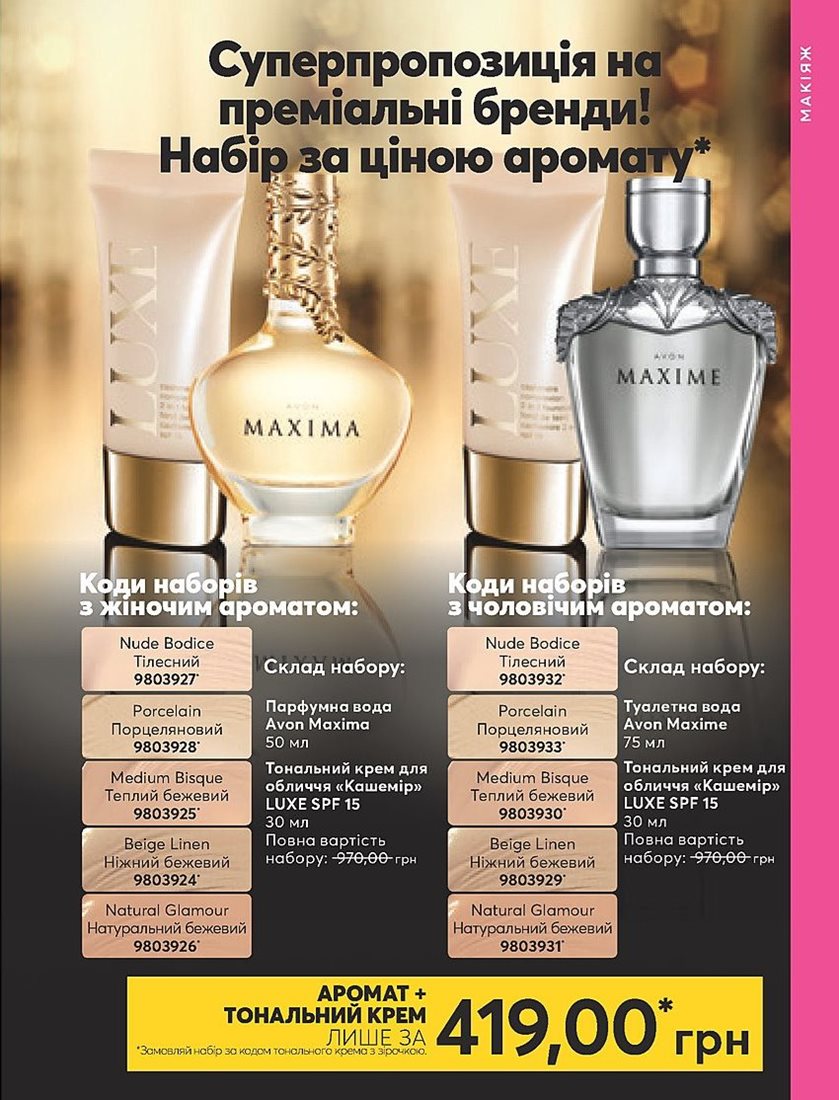 МАКІЯЖ
Суперпропозиція на
преміальні бренди!
Набір за ціною аромату*
LUXE
AVON
MAXIMA
LUXE
AVON
MAXIME
Коди наборів
з жіночим ароматом:
Nude Bodice
Тілесний
9803927*
Porcelain
Порцеляновий
9803928*
Medium Bisque
Теплий бежевий
9803925*
Beige Linen
Ніжний бежевий
9803924*
Natural Glamour
Натуральний бежевий
9803926*
Склад набору:
Парфумна вода
Avon Maxima
50 мл
Тональний крем для
обличчя «Кашемір»
LUXE SPF 15
30 мл
Повна вартість
набору: 970,00 грн
Коди наборів
з чоловічим ароматом:
Nude Bodice
Тілесний
9803932*
Porcelain
Порцеляновий
9803933*
Medium Bisque
Теплий бежевий
9803930*
Beige Linen
Ніжний бежевий
9803929*
Natural Glamour
Натуральний бежевий
9803931*
Склад набору:
Туалетна вода
Avon Maxime
75 мл
Тональний крем для
обличчя «Кашемір»
LUXE SPF 15
30 мл
Повна вартість
набору: 970,00 грн
АРОМАТ +
ТОНАЛЬНИЙ КРЕМ
ЛИШЕ ЗА
419,00* грн
*Замовляй набір за кодом тонального крема з зірочкою.